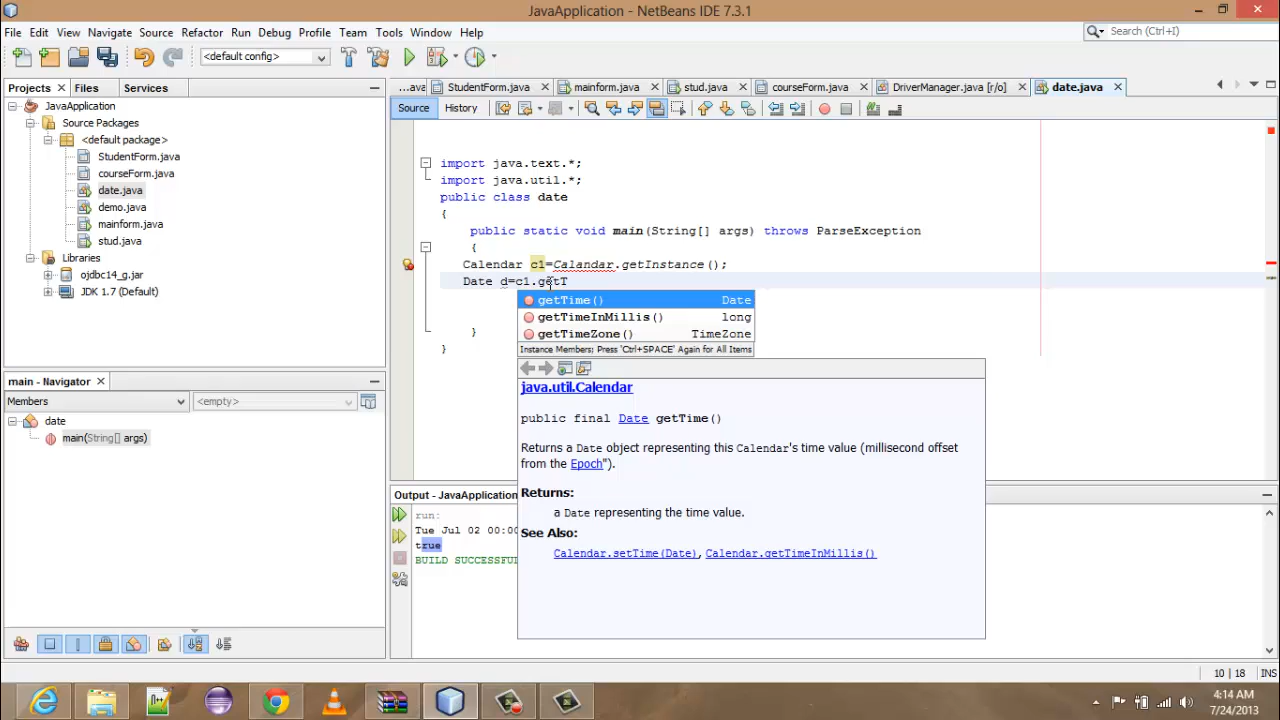 JavaApplication - NetBeans IDE 7.3.1
File Edit View Navigate Source Refactor Run Debug Profile Team Tools Window Help
Search (Ctrl+I)
<default config>
Projects Files Services
...ava StudentForm.java mainform.java stud.java courseForm.java DriverManager.java [r/o] date.java
JavaApplication
Source Packages
<default package>
StudentForm.java
courseForm.java
date.java
demo.java
mainform.java
stud.java
Libraries
ojdbc14_g.jar
JDK 1.7 (Default)
Source History
import java.text.*;
import java.util.*;
public class date
{
public static void main(String[] args) throws ParseException
{
Calendar c1=Calandar.getInstance();
Date d=c1.getT
}
}
getTime() Date
getTimeInMillis() long
getTimeZone() TimeZone
Instance Members; Press 'Ctrl+SPACE' Again for All Items
java.util.Calendar
public final Date getTime()
Returns a Date object representing this Calendar's time value (millisecond offset
from the Epoch").
Returns:
a Date representing the time value.
See Also:
Calendar.setTime(Date), Calendar.getTimeInMillis()
main - Navigator
Members <empty>
date
main(String[] args)
Output - JavaApplication
run:
Tue Jul 02 00:00
true
BUILD SUCCESSFU
10 | 18 INS
4:14 AM
7/24/2013